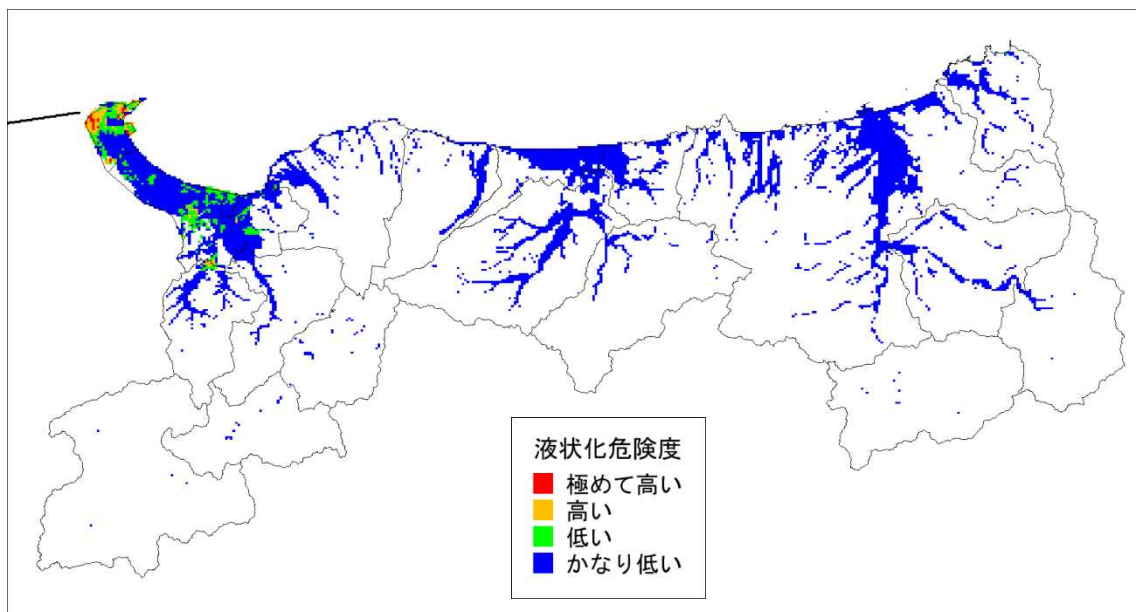 液状化危険度
極めて高い
高い
低い
かなり低い